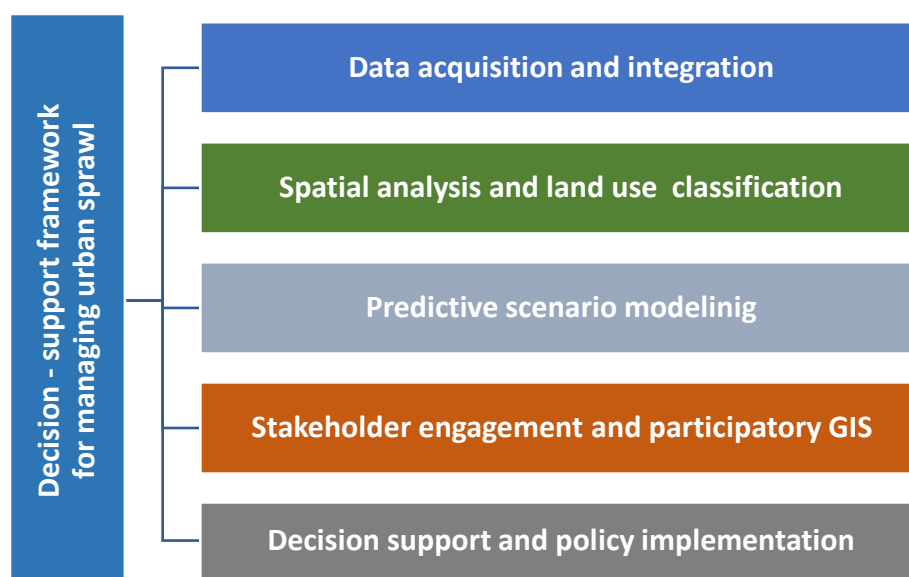 Decision - support framework
for managing urban sprawl
Data acquisition and integration
Spatial analysis and land use  classification
Predictive scenario modelinig
Stakeholder engagement and participatory GIS
Decision support and policy implementation